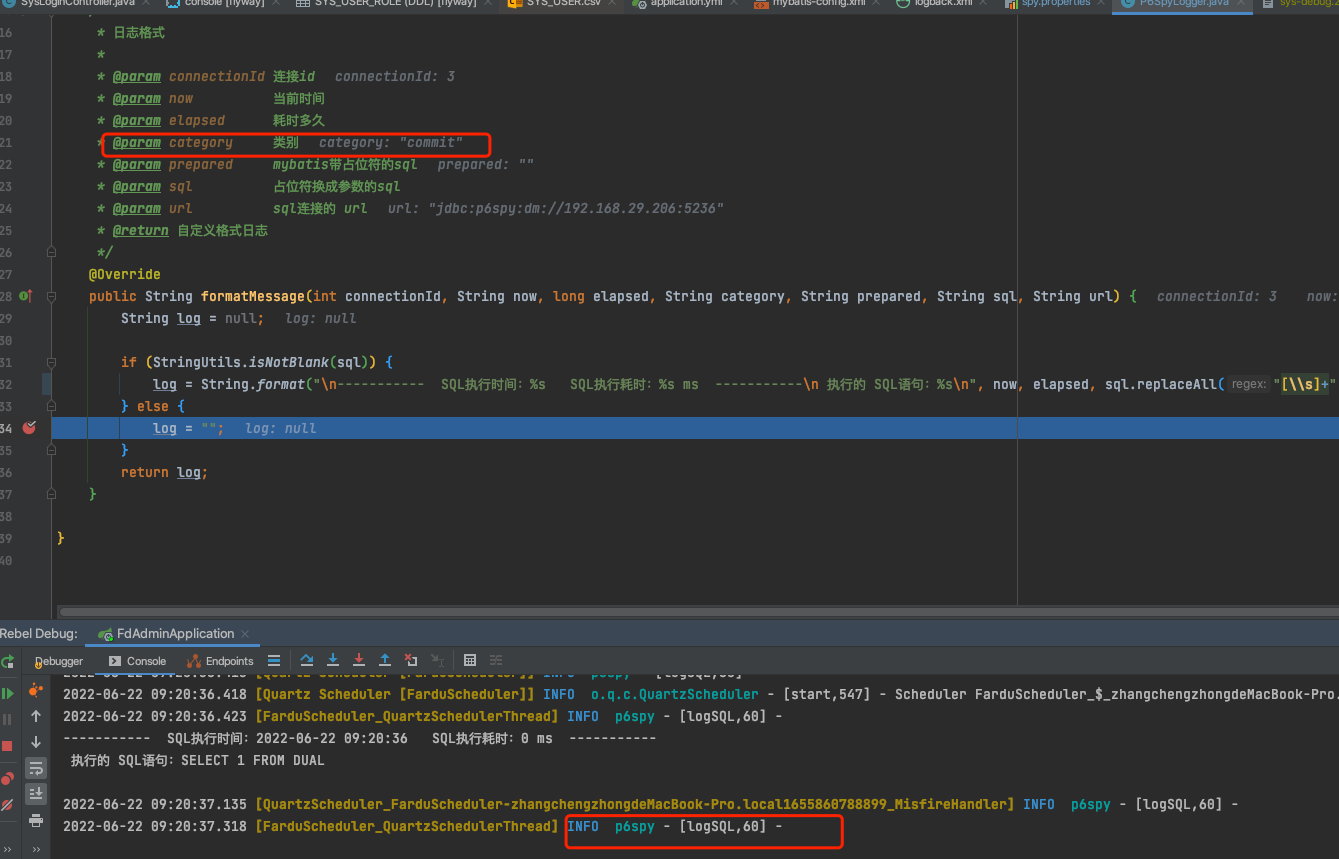 SysLoginController.java × console [flyway] × SYS_USER_ROLE (DDL) [flyway] × SYS_USER.csv × application.yml × mybatis-config.xml × logback.xml × spy.properties × P6SpyLogger.java × sys-debug.2
16 * 日志格式
17 *
18 * @param connectionId 连接id connectionId: 3
19 * @param now 当前时间
20 * @param elapsed 耗时多久
21 * @param category 类别 category: "commit"
22 * @param prepared mybatis带占位符的sql prepared: ""
23 * @param sql 占位符换成参数的sql
24 * @param url sql连接的 url url: "jdbc:p6spy:dm://192.168.29.206:5236"
25 * @return 自定义格式日志
26 */
27 @Override
28 public String formatMessage(int connectionId, String now, long elapsed, String category, String prepared, String sql, String url) { connectionId: 3 now:
29 String log = null; log: null
30
31 if (StringUtils.isNotBlank(sql)) {
32 log = String.format("\n----------- SQL执行时间：%s SQL执行耗时：%s ms -----------\n 执行的 SQL语句：%s\n", now, elapsed, sql.replaceAll( regex: "[\\s]+"
33 } else {
34 log = ""; log: null
35 }
36 return log;
37 }
38
39 }
40
Rebel Debug: FdAdminApplication ×
Debugger Console Endpoints
2022-06-22 09:20:36.418 [Quartz Scheduler [FarduScheduler]] INFO o.q.c.QuartzScheduler - [start,547] - Scheduler FarduScheduler_$_zhangchengzhongdeMacBook-Pro.
2022-06-22 09:20:36.423 [FarduScheduler_QuartzSchedulerThread] INFO p6spy - [logSQL,60] -
----------- SQL执行时间：2022-06-22 09:20:36 SQL执行耗时：0 ms -----------
执行的 SQL语句：SELECT 1 FROM DUAL
2022-06-22 09:20:37.135 [QuartzScheduler_FarduScheduler-zhangchengzhongdeMacBook-Pro.local1655860788899_MisfireHandler] INFO p6spy - [logSQL,60] -
2022-06-22 09:20:37.318 [FarduScheduler_QuartzSchedulerThread] INFO p6spy - [logSQL,60] -